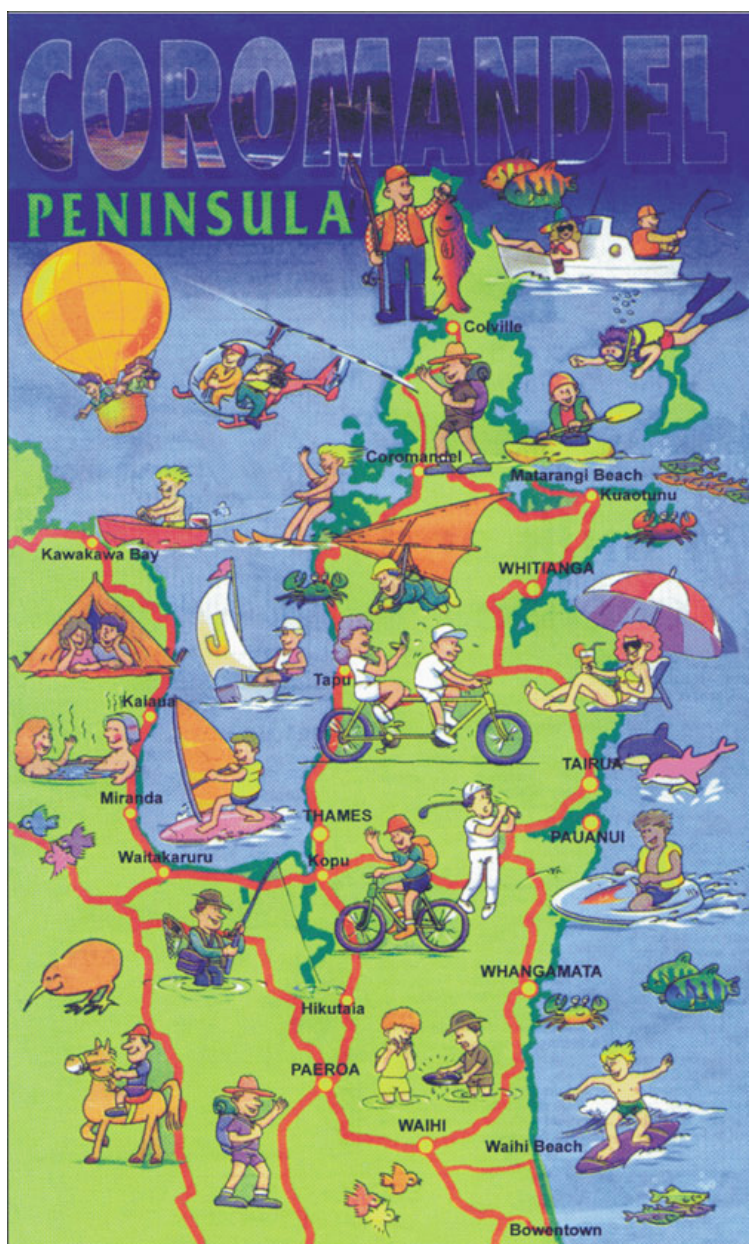 COROMANDEL
PENINSULA
Colville
Coromandel
Matarangi Beach
Kuaotunu
Kawakawa Bay
WHITIANGA
J
Tapu
Kaiaua
TAIRUA
Miranda
THAMES
PAUANUI
Waitakaruru
Kopu
WHANGAMATA
Hikutaia
PAEROA
WAIHI
Waihi Beach
Bowentown